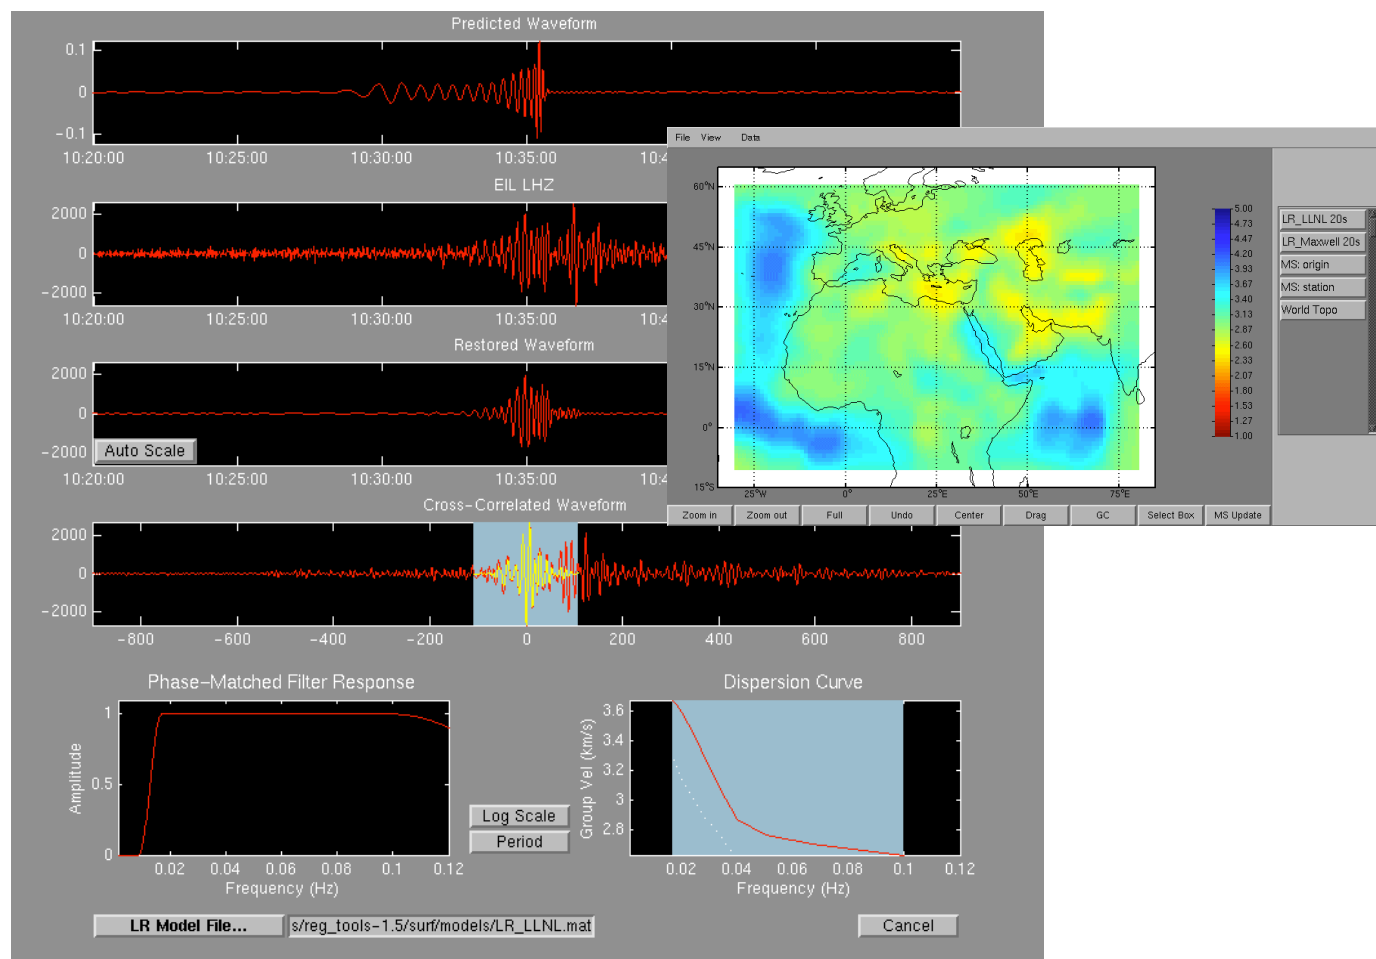 Predicted Waveform
0.1
0
−0.1
10:20:00 10:25:00 10:30:00 10:35:00 10:4
EIL LHZ
2000
0
−2000
10:20:00 10:25:00 10:30:00 10:35:00 10:4
Restored Waveform
2000
0
−2000
Auto Scale
10:20:00 10:25:00 10:30:00 10:35:00 10:4
Cross−Correlated Waveform
2000
0
−2000
−800 −600 −400 −200 0 200 400 600 800
Phase−Matched Filter Response
1
0.5
0
Amplitude
0.02 0.04 0.06 0.08 0.1 0.12
Frequency (Hz)
Log Scale
Period
Dispersion Curve
3.6
3.4
3.2
3
2.8
Group Vel (km/s)
0.02 0.04 0.06 0.08 0.1 0.12
Frequency (Hz)
LR Model File... s/reg_tools−1.5/surf/models/LR_LLNL.mat Cancel
File View Data
60°N
45°N
30°N
15°N
0°
15°S
25°W 0° 25°E 50°E 75°E
5.00
4.73
4.47
4.20
3.93
3.67
3.40
3.13
2.87
2.60
2.33
2.07
1.80
1.53
1.27
1.00
LR_LLNL 20s
LR_Maxwell 20s
MS: origin
MS: station
World Topo
Zoom in Zoom out Full Undo Center Drag GC Select Box MS Update